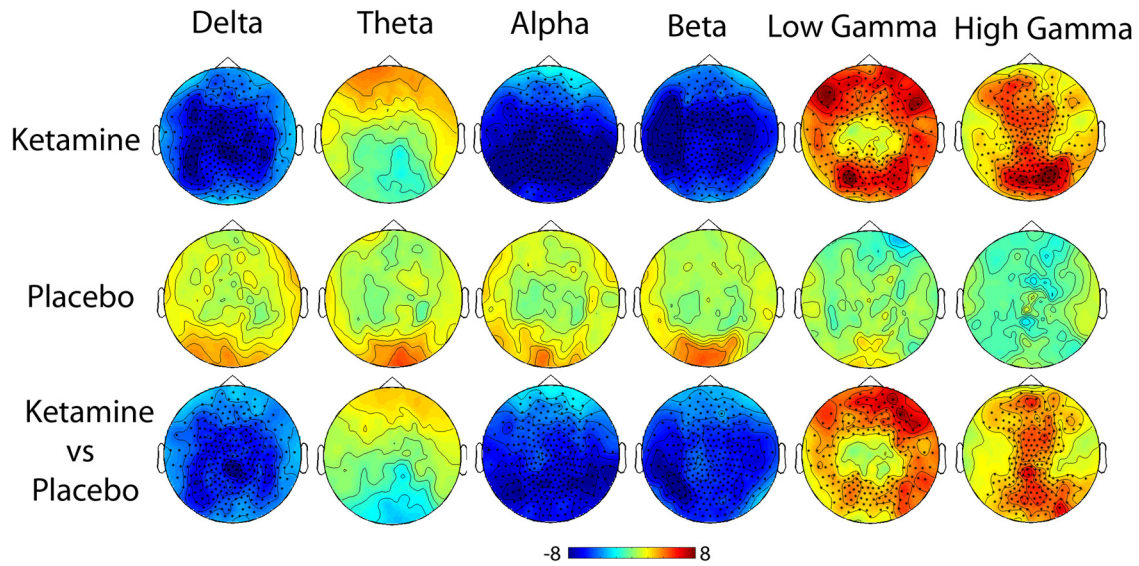 Delta Theta Alpha Beta Low Gamma High Gamma
Ketamine
Placebo
Ketamine
vs
Placebo
-8 8